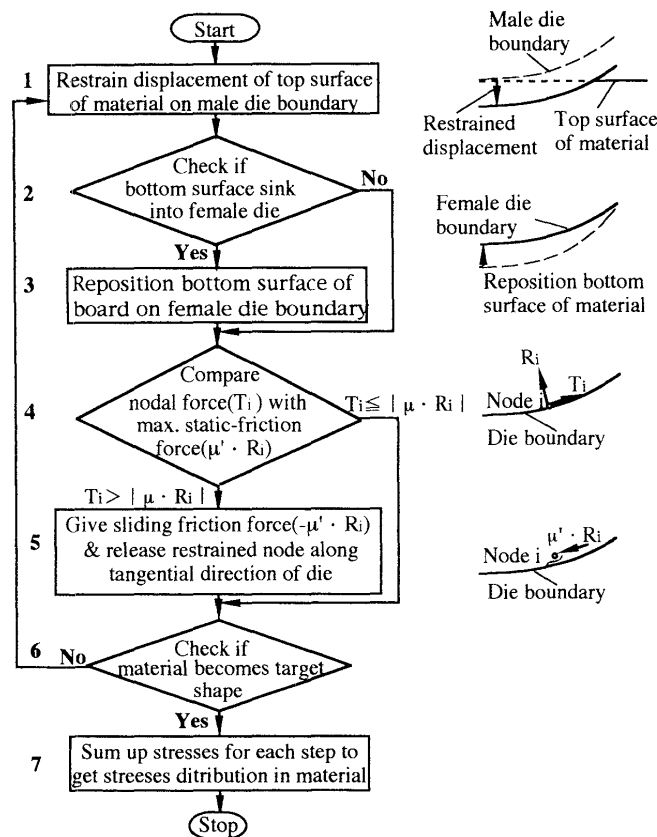 Start
1
Restrain displacement of top surface
of material on male die boundary
2
Check if
bottom surface sink
into female die
No
Yes
3
Reposition bottom surface of
board on female die boundary
4
Compare
nodal force(Ti) with
max. static-friction
force(μ' · Ri)
Ti≦ | μ · Ri |
Ti> | μ · Ri |
5
Give sliding friction force(-μ' · Ri)
& release restrained node along
tangential direction of die
6
No
Check if
material becomes target
shape
Yes
7
Sum up stresses for each step to
get streeses ditribution in material
Stop
Male die
boundary
Restrained
displacement
Top surface
of material
Female die
boundary
Reposition bottom
surface of material
Ri
Ti
Node i
Die boundary
μ' · Ri
Node i
Die boundary